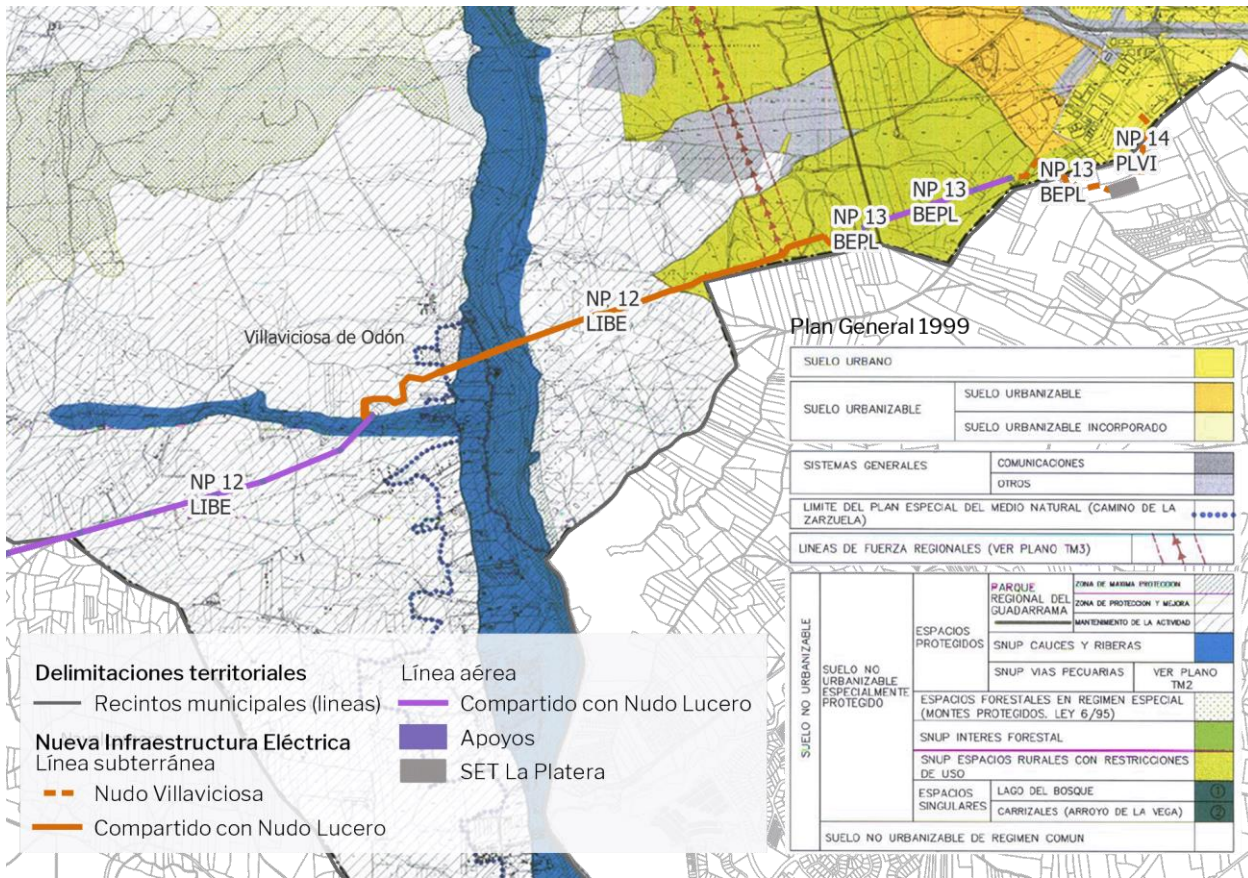 NP 14
PLVI
NP 13
BEPL
NP 13
BEPL
NP 13
BEPL
NP 12
LIBE
Villaviciosa de Odón
NP 12
LIBE
Plan General 1999
SUELO URBANO
SUELO URBANIZABLE
SUELO URBANIZABLE
SUELO URBANIZABLE INCORPORADO
SISTEMAS GENERALES
COMUNICACIONES
OTROS
LIMITE DEL PLAN ESPECIAL DEL MEDIO NATURAL (CAMINO DE LA
ZARZUELA)
LINEAS DE FUERZA REGIONALES (VER PLANO TM3)
SUELO NO URBANIZABLE
SUELO NO
URBANIZABLE
ESPECIALMENTE
PROTEGIDO
ESPACIOS
PROTEGIDOS
PARQUE
REGIONAL DEL
GUADARRAMA
ZONA DE MAXIMA PROTECCION
ZONA DE PROTECCION Y MEJORA
MANTENIMIENTO DE LA ACTIVIDAD
SNUP CAUCES Y RIBERAS
SNUP VIAS PECUARIAS
VER PLANO
TM2
ESPACIOS FORESTALES EN REGIMEN ESPECIAL
(MONTES PROTEGIDOS. LEY 6/95)
SNUP INTERES FORESTAL
SNUP ESPACIOS RURALES CON RESTRICCIONES
DE USO
ESPACIOS
SINGULARES
LAGO DEL BOSQUE
1
CARRIZALES (ARROYO DE LA VEGA)
2
SUELO NO URBANIZABLE DE REGIMEN COMUN
Delimitaciones territoriales
Recintos municipales (lineas)
Nueva Infraestructura Eléctrica
Línea subterránea
Nudo Villaviciosa
Compartido con Nudo Lucero
Línea aérea
Compartido con Nudo Lucero
Apoyos
SET La Platera